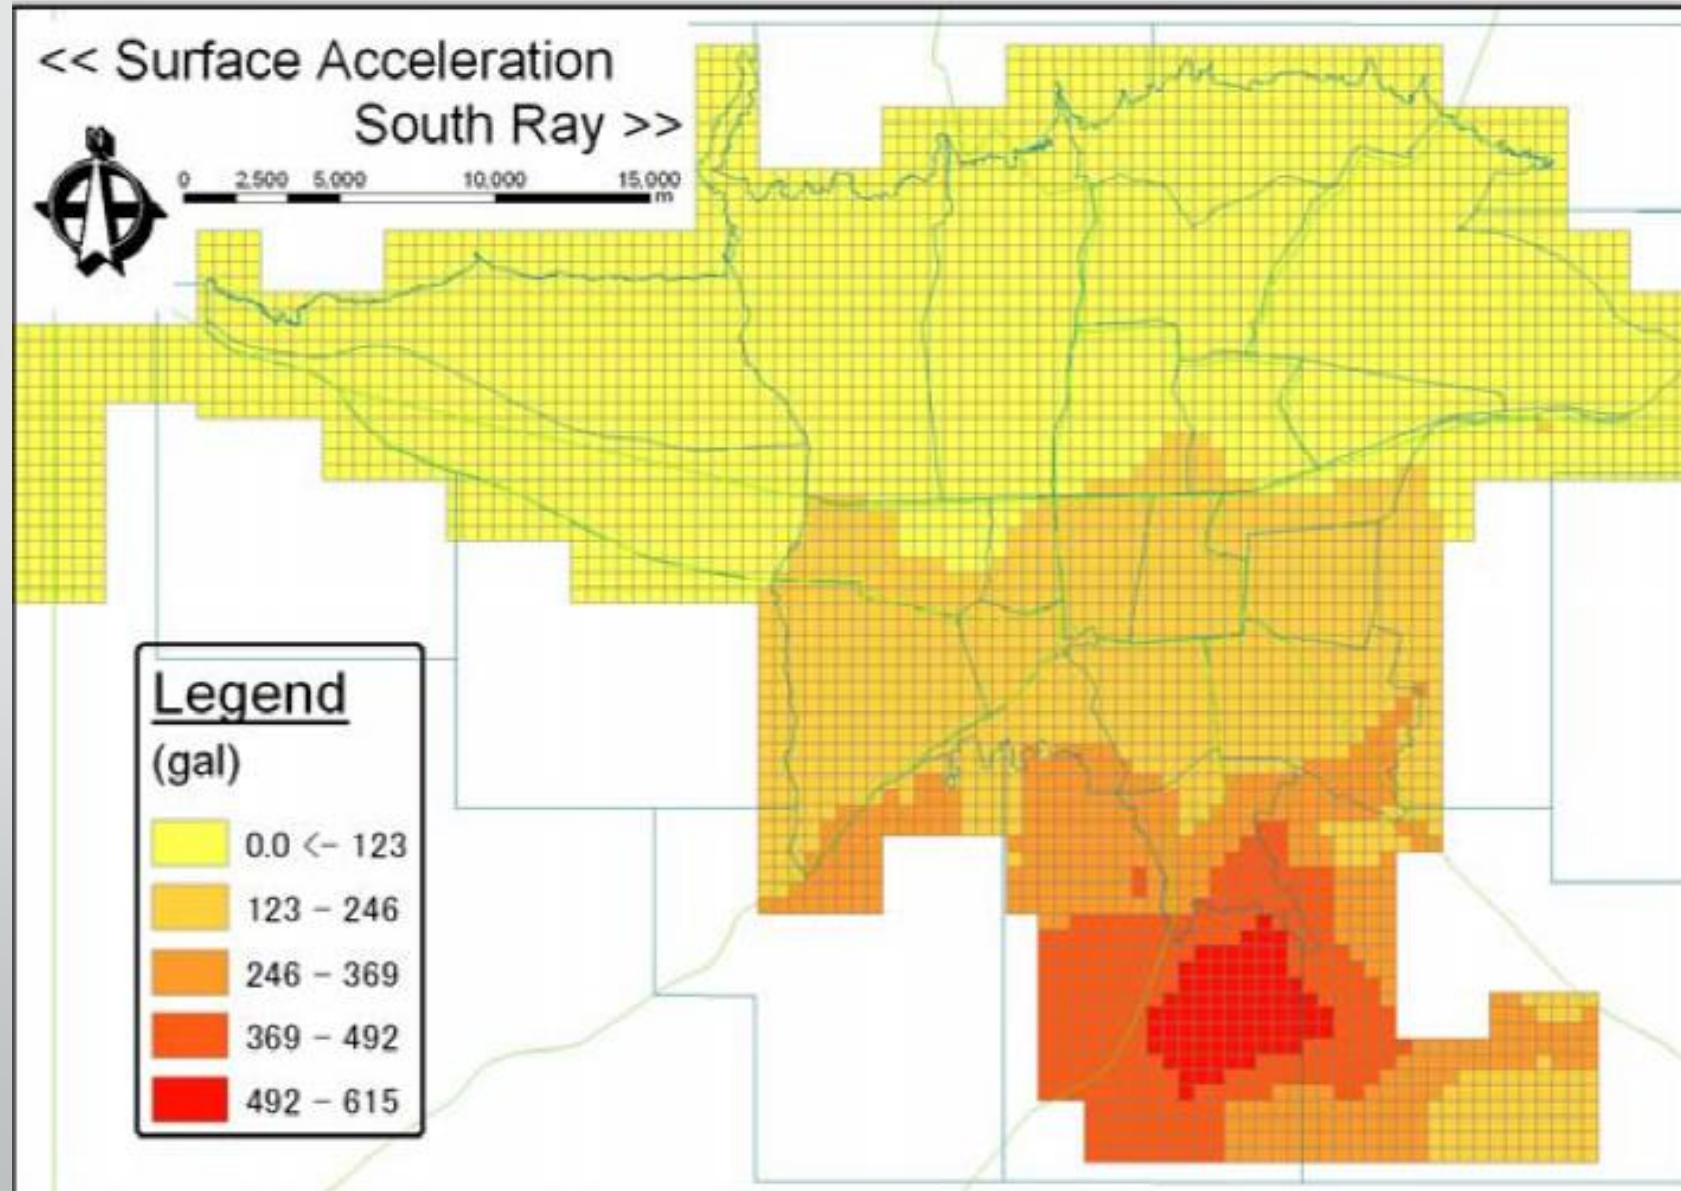 << Surface Acceleration
South Ray >>
N
0 2,500 5,000 10,000 15,000
m
Legend
(gal)
0.0 <- 123
123 - 246
246 - 369
369 - 492
492 - 615